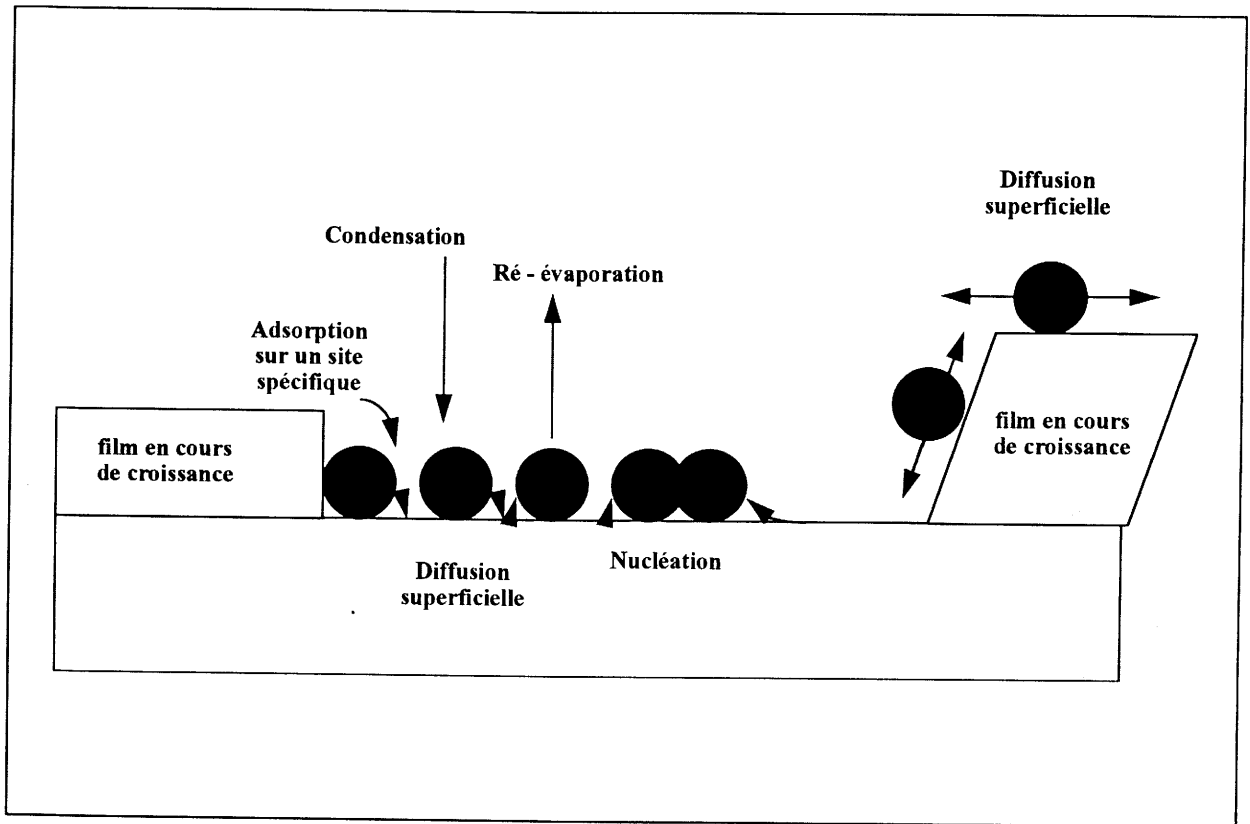 Diffusion
superficielle
Condensation
Ré - évaporation
Adsorption
sur un site
spécifique
film en cours
de croissance
film en cours
de croissance
Diffusion
superficielle
Nucléation